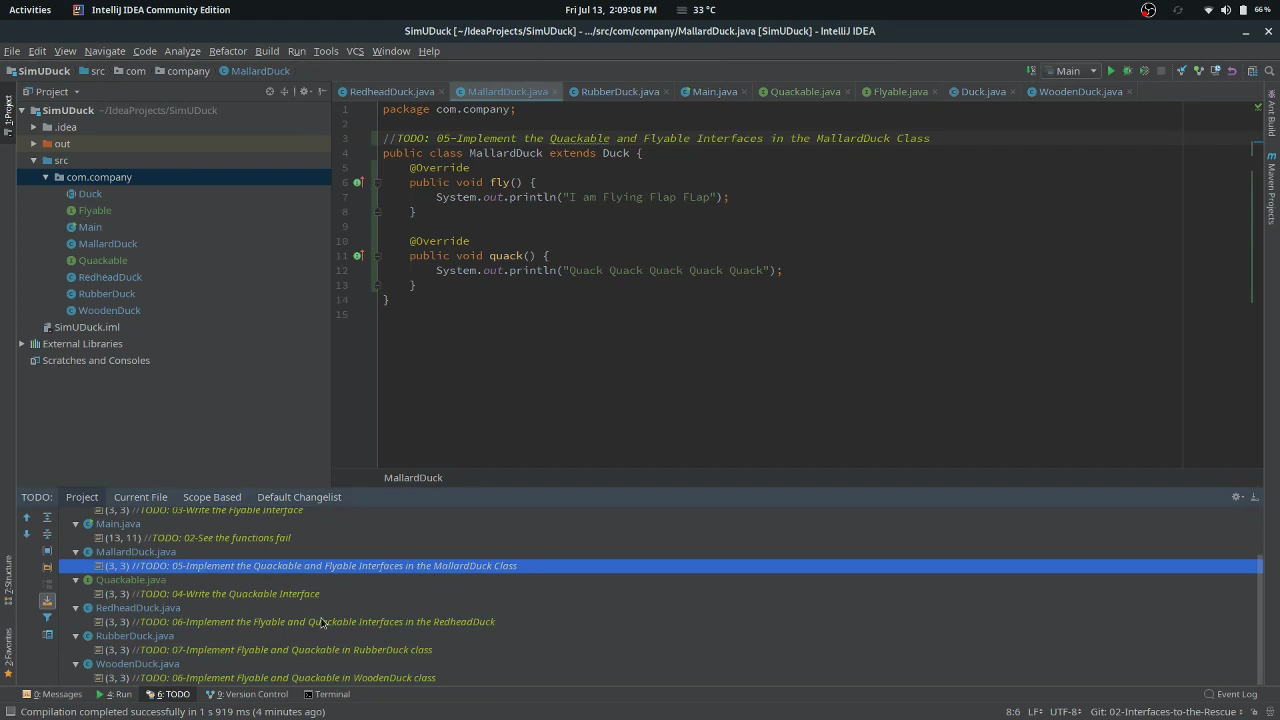 Activities IntelliJ IDEA Community Edition Fri Jul 13, 2:09:08 PM 33 °C 66 %
SimUDuck [~/IdeaProjects/SimUDuck] - .../src/com/company/MallardDuck.java [SimUDuck] - IntelliJ IDEA
File Edit View Navigate Code Analyze Refactor Build Run Tools VCS Window Help
SimUDuck src com company MallardDuck Main
Project RedheadDuck.java MallardDuck.java RubberDuck.java Main.java Quackable.java Flyable.java Duck.java WoodenDuck.java
1: Project
Ant Build
Maven Projects
SimUDuck ~/IdeaProjects/SimUDuck
.idea
out
src
com.company
Duck
Flyable
Main
MallardDuck
Quackable
RedheadDuck
RubberDuck
WoodenDuck
SimUDuck.iml
External Libraries
Scratches and Consoles
1 package com.company;
2
3 //TODO: 05-Implement the Quackable and Flyable Interfaces in the MallardDuck Class
4 public class MallardDuck extends Duck {
5 @Override
6 public void fly() {
7 System.out.println("I am Flying Flap FLap");
8 }
9
10 @Override
11 public void quack() {
12 System.out.println("Quack Quack Quack Quack Quack");
13 }
14 }
15
MallardDuck
TODO: Project Current File Scope Based Default Changelist
(3, 3) //TODO: 03-Write the Flyable Interface
Main.java
(13, 11) //TODO: 02-See the functions fail
MallardDuck.java
(3, 3) //TODO: 05-Implement the Quackable and Flyable Interfaces in the MallardDuck Class
Quackable.java
(3, 3) //TODO: 04-Write the Quackable Interface
RedheadDuck.java
(3, 3) //TODO: 06-Implement the Flyable and Quackable Interfaces in the RedheadDuck
RubberDuck.java
(3, 3) //TODO: 07-Implement Flyable and Quackable in RubberDuck class
WoodenDuck.java
(3, 3) //TODO: 06-Implement Flyable and Quackable in WoodenDuck class
7: Structure
2: Favorites
0: Messages 4: Run 6: TODO 9: Version Control Terminal Event Log
Compilation completed successfully in 1 s 919 ms (4 minutes ago) 8:6 LF÷ UTF-8÷ Git: 02-Interfaces-to-the-Rescue÷